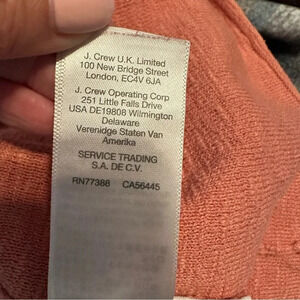 J. Crew U.K. Limited
100 New Bridge Street
London, EC4V 6JA
J. Crew Operating Corp
251 Little Falls Drive
USA DE19808 Wilmington
Delaware
Verenidge Staten Van
Amerika
SERVICE TRADING
S.A. DE C.V.
RN77388 CA56445